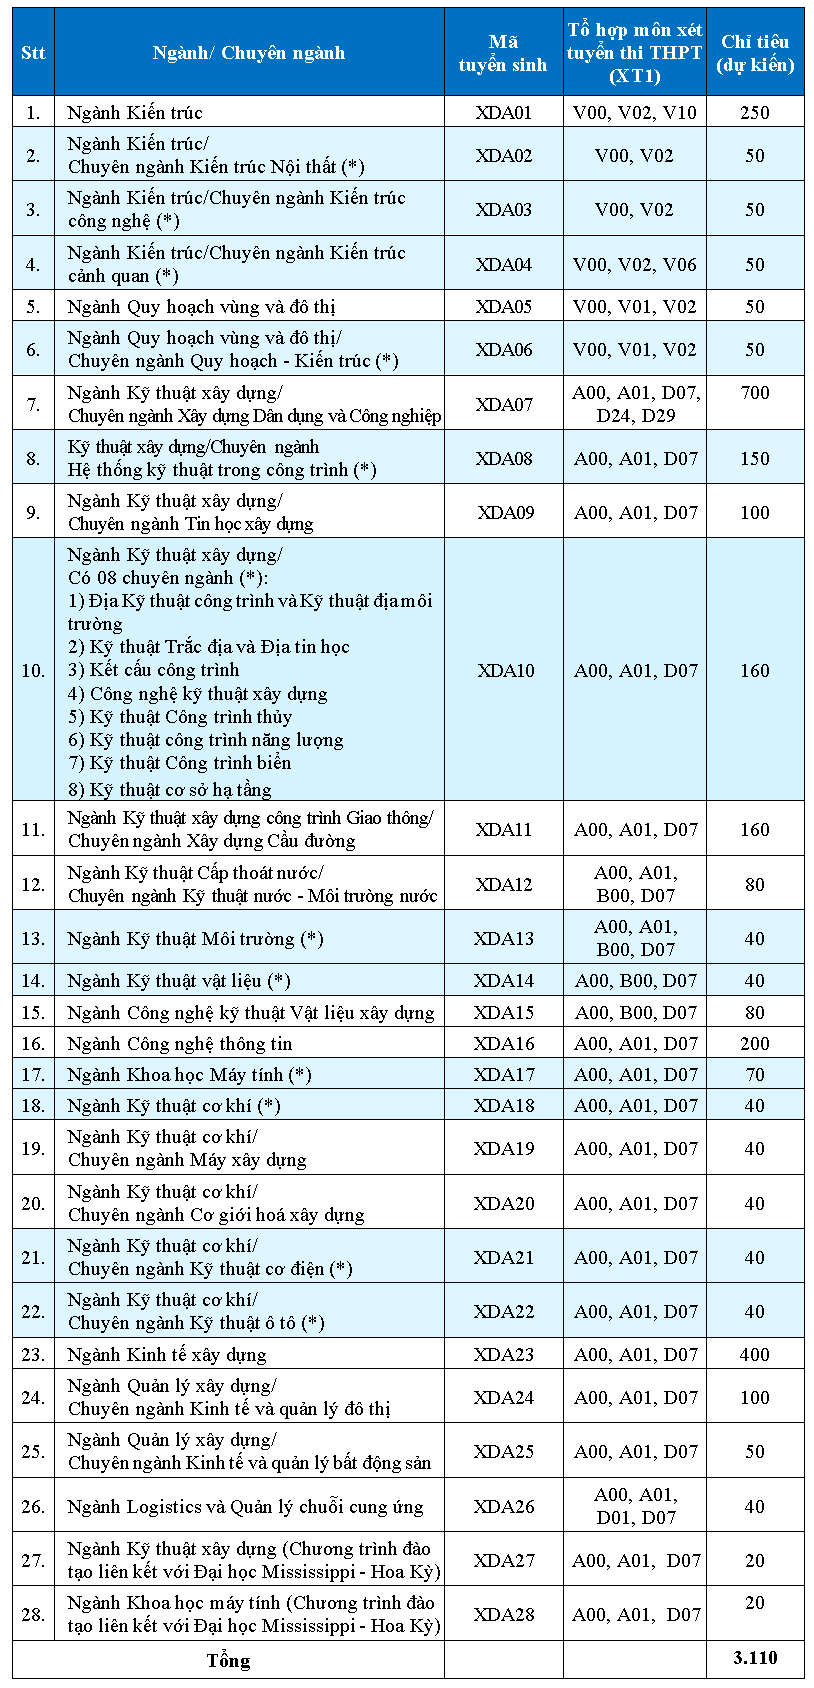 Stt
Ngành/ Chuyên ngành
Mã
tuyển sinh
Tổ hợp môn xét
tuyển thi THPT
(XT1)
Chỉ tiêu
(dự kiến)
1. Ngành Kiến trúc XDA01 V00, V02, V10 250
2. Ngành Kiến trúc/
Chuyên ngành Kiến trúc Nội thất (*) XDA02 V00, V02 50
3. Ngành Kiến trúc/Chuyên ngành Kiến trúc
công nghệ (*) XDA03 V00, V02 50
4. Ngành Kiến trúc/Chuyên ngành Kiến trúc
cảnh quan (*) XDA04 V00, V02, V06 50
5. Ngành Quy hoạch vùng và đô thị XDA05 V00, V01, V02 50
6. Ngành Quy hoạch vùng và đô thị/
Chuyên ngành Quy hoạch - Kiến trúc (*) XDA06 V00, V01, V02 50
7. Ngành Kỹ thuật xây dựng/
Chuyên ngành Xây dựng Dân dụng và Công nghiệp XDA07 A00, A01, D07,
D24, D29 700
8. Kỹ thuật xây dựng/Chuyên ngành
Hệ thống kỹ thuật trong công trình (*) XDA08 A00, A01, D07 150
9. Ngành Kỹ thuật xây dựng/
Chuyên ngành Tin học xây dựng XDA09 A00, A01, D07 100
10. Ngành Kỹ thuật xây dựng/
Có 08 chuyên ngành (*):
1) Địa Kỹ thuật công trình và Kỹ thuật địa môi
trường
2) Kỹ thuật Trắc địa và Địa tin học
3) Kết cấu công trình
4) Công nghệ kỹ thuật xây dựng
5) Kỹ thuật Công trình thủy
6) Kỹ thuật công trình năng lượng
7) Kỹ thuật Công trình biển
8) Kỹ thuật cơ sở hạ tầng
XDA10 A00, A01, D07 160
11. Ngành Kỹ thuật xây dựng công trình Giao thông/
Chuyên ngành Xây dựng Cầu đường XDA11 A00, A01, D07 160
12. Ngành Kỹ thuật Cấp thoát nước/
Chuyên ngành Kỹ thuật nước - Môi trường nước XDA12 A00, A01,
B00, D07 80
13. Ngành Kỹ thuật Môi trường (*) XDA13 A00, A01,
B00, D07 40
14. Ngành Kỹ thuật vật liệu (*) XDA14 A00, B00, D07 40
15. Ngành Công nghệ kỹ thuật Vật liệu xây dựng XDA15 A00, B00, D07 80
16. Ngành Công nghệ thông tin XDA16 A00, A01, D07 200
17. Ngành Khoa học Máy tính (*) XDA17 A00, A01, D07 70
18. Ngành Kỹ thuật cơ khí (*) XDA18 A00, A01, D07 40
19. Ngành Kỹ thuật cơ khí/
Chuyên ngành Máy xây dựng XDA19 A00, A01, D07 40
20. Ngành Kỹ thuật cơ khí/
Chuyên ngành Cơ giới hoá xây dựng XDA20 A00, A01, D07 40
21. Ngành Kỹ thuật cơ khí/
Chuyên ngành Kỹ thuật cơ điện (*) XDA21 A00, A01, D07 40
22. Ngành Kỹ thuật cơ khí/
Chuyên ngành Kỹ thuật ô tô (*) XDA22 A00, A01, D07 40
23. Ngành Kinh tế xây dựng XDA23 A00, A01, D07 400
24. Ngành Quản lý xây dựng/
Chuyên ngành Kinh tế và quản lý đô thị XDA24 A00, A01, D07 100
25. Ngành Quản lý xây dựng/
Chuyên ngành Kinh tế và quản lý bất động sản XDA25 A00, A01, D07 50
26. Ngành Logistics và Quản lý chuỗi cung ứng XDA26 A00, A01,
D01, D07 40
27. Ngành Kỹ thuật xây dựng (Chương trình đào
tạo liên kết với Đại học Mississippi - Hoa Kỳ) XDA27 A00, A01, D07 20
28. Ngành Khoa học máy tính (Chương trình đào
tạo liên kết với Đại học Mississippi - Hoa Kỳ) XDA28 A00, A01, D07 20
Tổng 3.110